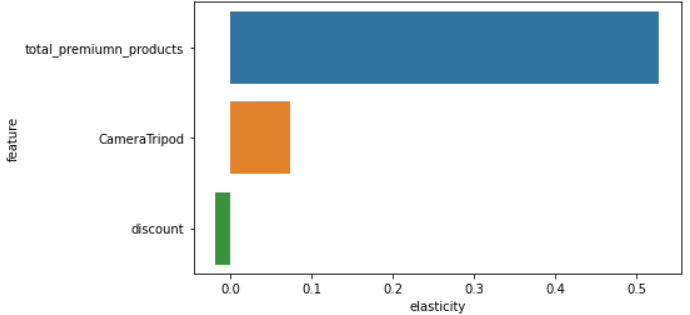 total_premiumn_products
CameraTripod
discount
feature
0.0 0.1 0.2 0.3 0.4 0.5
elasticity